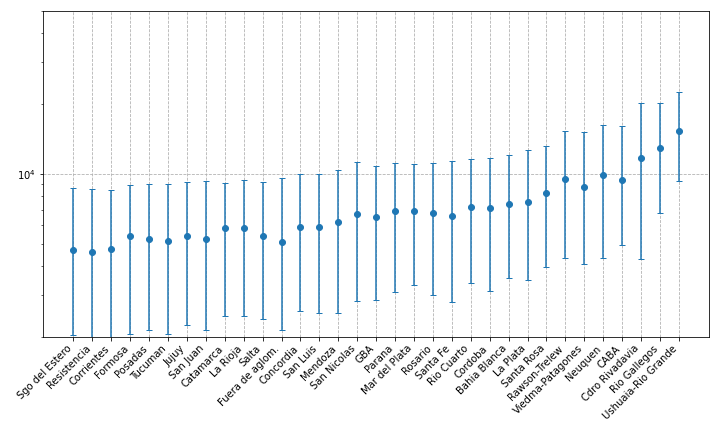 10⁴
Sgo del Estero
Resistencia
Corrientes
Formosa
Posadas
Tucuman
Jujuy
San Juan
Catamarca
La Rioja
Salta
Fuera de aglom.
Concordia
San Luis
Mendoza
San Nicolas
GBA
Parana
Mar del Plata
Rosario
Santa Fe
Rio Cuarto
Cordoba
Bahia Blanca
La Plata
Santa Rosa
Rawson-Trelew
Viedma-Patagones
Neuquen
CABA
Cdro Rivadavia
Rio Gallegos
Ushuaia-Rio Grande